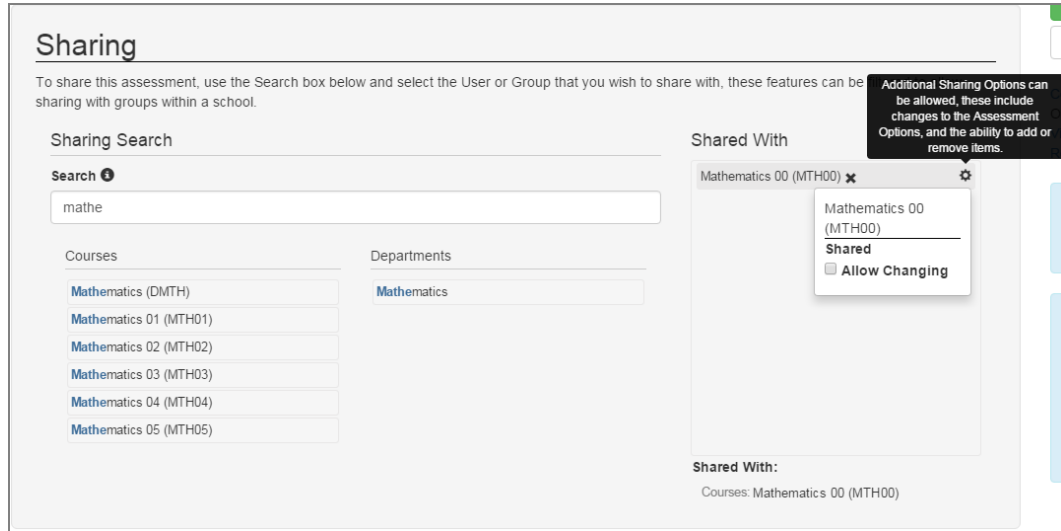 Sharing
To share this assessment, use the Search box below and select the User or Group that you wish to share with, these features can be
sharing with groups within a school.
Additional Sharing Options can
be allowed, these include
changes to the Assessment
Options, and the ability to add or
remove items.
Sharing Search
Search
mathe
Courses
Mathematics (DMTH)
Mathematics 01 (MTH01)
Mathematics 02 (MTH02)
Mathematics 03 (MTH03)
Mathematics 04 (MTH04)
Mathematics 05 (MTH05)
Departments
Mathematics
Shared With
Mathematics 00 (MTH00)
Mathematics 00
(MTH00)
Shared
Allow Changing
Shared With:
Courses: Mathematics 00 (MTH00)